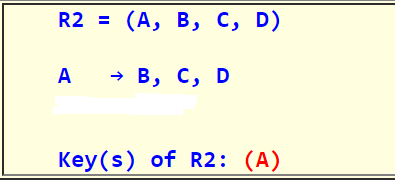 R2 = (A, B, C, D)
A → B, C, D
Key(s) of R2: (A)